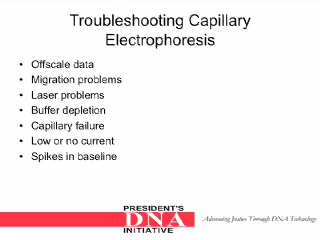 Troubleshooting Capillary
Electrophoresis
• Offscale data
• Migration problems
• Laser problems
• Buffer depletion
• Capillary failure
• Low or no current
• Spikes in baseline
PRESIDENT'S
DNA
INITIATIVE
Advancing Justice Through DNA Technology